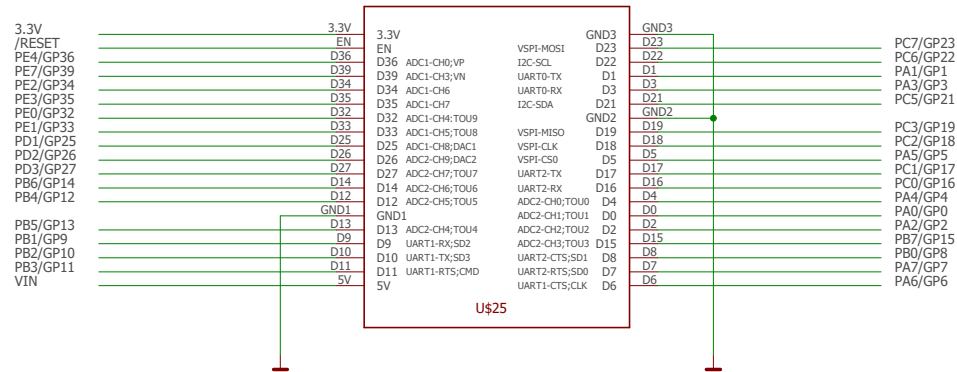 3.3V 3.3V 3.3V GND3 GND3
/RESET EN EN VSPI-MOSI D23 D23 PC7/GP23
PE4/GP36 D36 D36 ADC1-CH0;VP I2C-SCL D22 D22 PC6/GP22
PE7/GP39 D39 D39 ADC1-CH3;VN UART0-TX D1 D1 PA1/GP1
PE2/GP34 D34 D34 ADC1-CH6 UART0-RX D3 D3 PA3/GP3
PE3/GP35 D35 D35 ADC1-CH7 I2C-SDA D21 D21 PC5/GP21
PE0/GP32 D32 D32 ADC1-CH4:TOU9 GND2 GND2
PE1/GP33 D33 D33 ADC1-CH5;TOU8 VSPI-MISO D19 D19 PC3/GP19
PD1/GP25 D25 D25 ADC1-CH8;DAC1 VSPI-CLK D18 D18 PC2/GP18
PD2/GP26 D26 D26 ADC2-CH9;DAC2 VSPI-CS0 D5 D5 PA5/GP5
PD3/GP27 D27 D27 ADC2-CH7;TOU7 UART2-TX D17 D17 PC1/GP17
PB6/GP14 D14 D14 ADC2-CH6;TOU6 UART2-RX D16 D16 PC0/GP16
PB4/GP12 D12 D12 ADC2-CH5;TOU5 ADC2-CH0;TOU0 D4 D4 PA4/GP4
GND1 GND1 ADC2-CH1;TOU1 D0 D0 PA0/GP0
PB5/GP13 D13 D13 ADC2-CH4;TOU4 ADC2-CH2;TOU2 D2 D2 PA2/GP2
PB1/GP9 D9 D9 UART1-RX;SD2 ADC2-CH3;TOU3 D15 D15 PB7/GP15
PB2/GP10 D10 D10 UART1-TX;SD3 UART2-CTS;SD1 D8 D8 PB0/GP8
PB3/GP11 D11 D11 UART1-RTS;CMD UART2-RTS;SD0 D7 D7 PA7/GP7
VIN 5V 5V UART1-CTS;CLK D6 D6 PA6/GP6
U$25